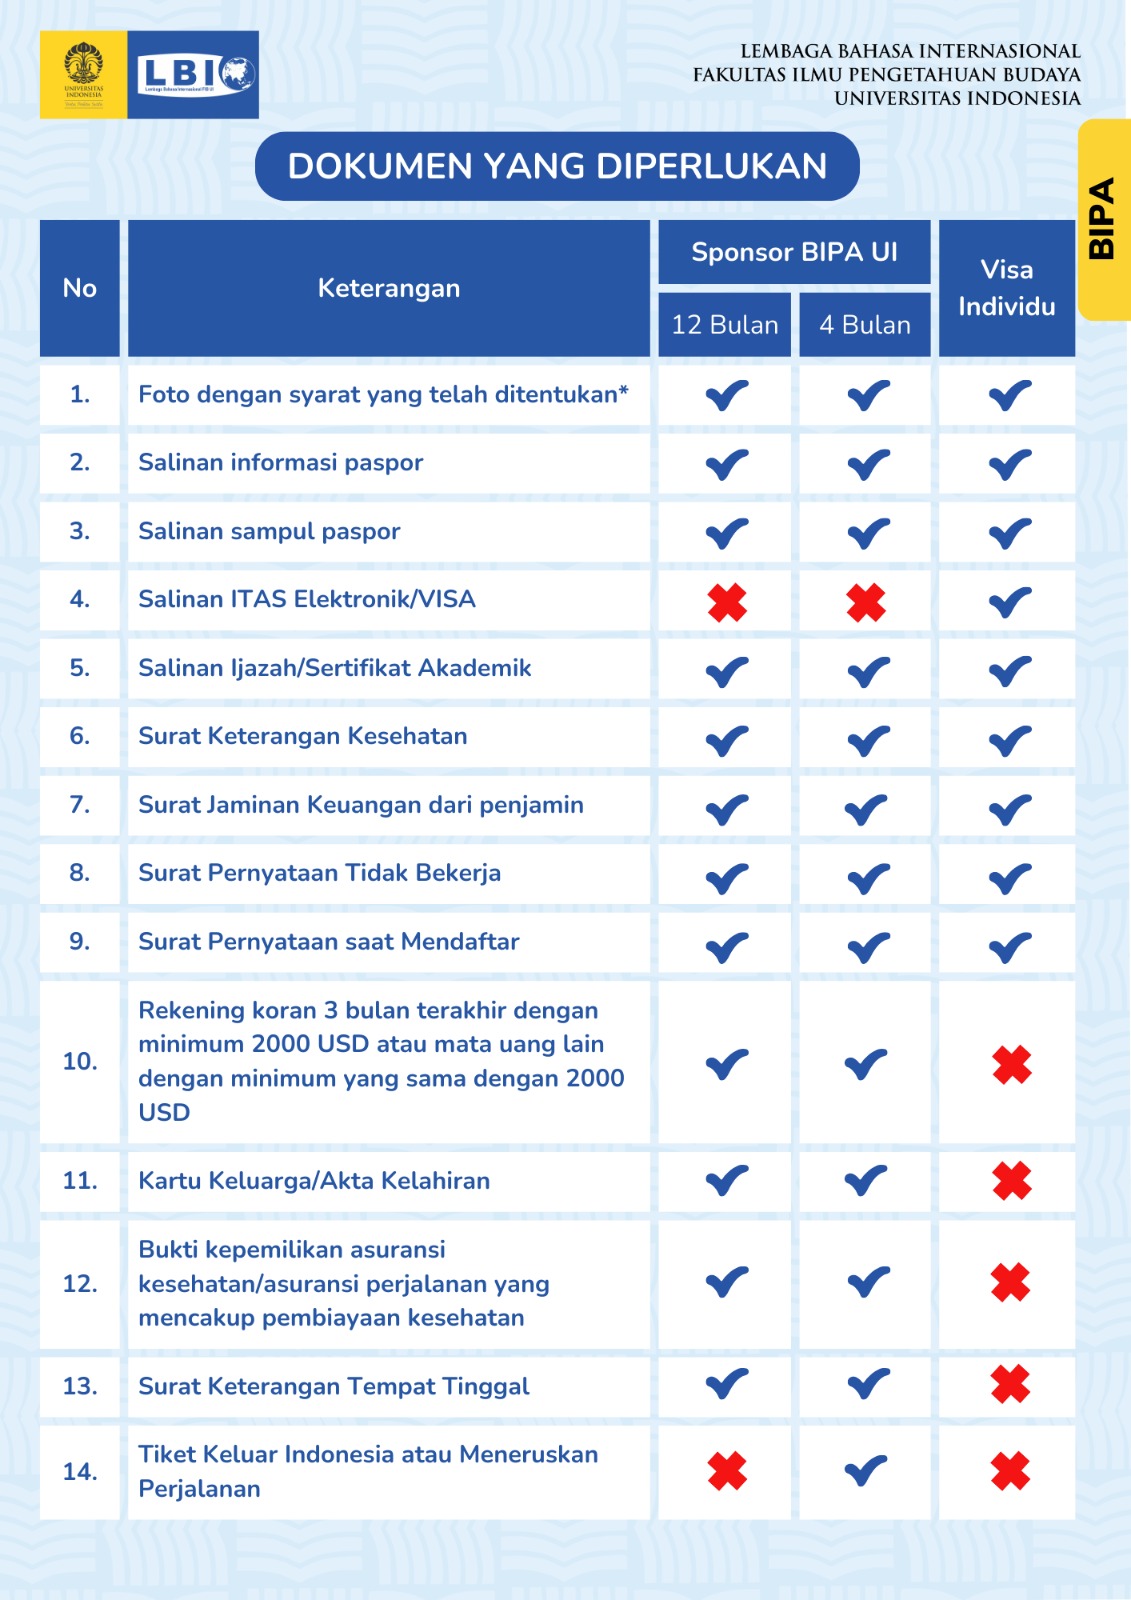 UNIVERSITAS
INDONESIA
LBI
Lembaga Bahasa Internasional FIB UI
LEMBAGA BAHASA INTERNASIONAL
FAKULTAS ILMU PENGETAHUAN BUDAYA
UNIVERSITAS INDONESIA
DOKUMEN YANG DIPERLUKAN
BIPA
No
Keterangan
Sponsor BIPA UI
12 Bulan
4 Bulan
Visa
Individu
1. Foto dengan syarat yang telah ditentukan*
2. Salinan informasi paspor
3. Salinan sampul paspor
4. Salinan ITAS Elektronik/VISA
5. Salinan Ijazah/Sertifikat Akademik
6. Surat Keterangan Kesehatan
7. Surat Jaminan Keuangan dari penjamin
8. Surat Pernyataan Tidak Bekerja
9. Surat Pernyataan saat Mendaftar
10. Rekening koran 3 bulan terakhir dengan
minimum 2000 USD atau mata uang lain
dengan minimum yang sama dengan 2000
USD
11. Kartu Keluarga/Akta Kelahiran
12. Bukti kepemilikan asuransi
kesehatan/asuransi perjalanan yang
mencakup pembiayaan kesehatan
13. Surat Keterangan Tempat Tinggal
14. Tiket Keluar Indonesia atau Meneruskan
Perjalanan